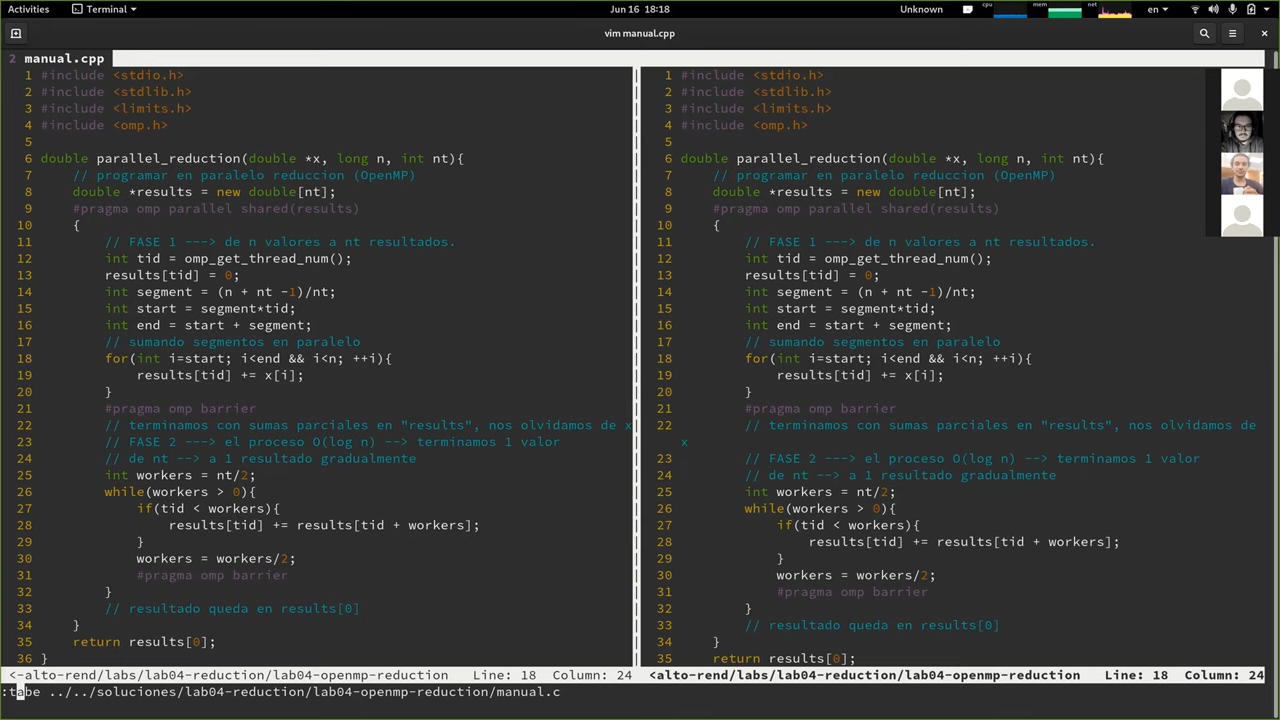 Activities
Terminal
Jun 16 18:18
Unknown
cpu
mem
net
en
vim manual.cpp
2 manual.cpp
1 #include <stdio.h>
2 #include <stdlib.h>
3 #include <limits.h>
4 #include <omp.h>
5
6 double parallel_reduction(double *x, long n, int nt){
7 // programar en paralelo reduccion (OpenMP)
8 double *results = new double[nt];
9 #pragma omp parallel shared(results)
10 {
11 // FASE 1 ---> de n valores a nt resultados.
12 int tid = omp_get_thread_num();
13 results[tid] = 0;
14 int segment = (n + nt -1)/nt;
15 int start = segment*tid;
16 int end = start + segment;
17 // sumando segmentos en paralelo
18 for(int i=start; i<end && i<n; ++i){
19 results[tid] += x[i];
20 }
21 #pragma omp barrier
22 // terminamos con sumas parciales en "results", nos olvidamos de x
23 // FASE 2 ---> el proceso O(log n) --> terminamos 1 valor
24 // de nt --> a 1 resultado gradualmente
25 int workers = nt/2;
26 while(workers > 0){
27 if(tid < workers){
28 results[tid] += results[tid + workers];
29 }
30 workers = workers/2;
31 #pragma omp barrier
32 }
33 // resultado queda en results[0]
34 }
35 return results[0];
36 }
<-alto-rend/labs/lab04-reduction/lab04-openmp-reduction Line: 18 Column: 24
1 #include <stdio.h>
2 #include <stdlib.h>
3 #include <limits.h>
4 #include <omp.h>
5
6 double parallel_reduction(double *x, long n, int nt){
7 // programar en paralelo reduccion (OpenMP)
8 double *results = new double[nt];
9 #pragma omp parallel shared(results)
10 {
11 // FASE 1 ---> de n valores a nt resultados.
12 int tid = omp_get_thread_num();
13 results[tid] = 0;
14 int segment = (n + nt -1)/nt;
15 int start = segment*tid;
16 int end = start + segment;
17 // sumando segmentos en paralelo
18 for(int i=start; i<end && i<n; ++i){
19 results[tid] += x[i];
20 }
21 #pragma omp barrier
22 // terminamos con sumas parciales en "results", nos olvidamos de
x
23 // FASE 2 ---> el proceso O(log n) --> terminamos 1 valor
24 // de nt --> a 1 resultado gradualmente
25 int workers = nt/2;
26 while(workers > 0){
27 if(tid < workers){
28 results[tid] += results[tid + workers];
29 }
30 workers = workers/2;
31 #pragma omp barrier
32 }
33 // resultado queda en results[0]
34 }
35 return results[0];
<alto-rend/labs/lab04-reduction/lab04-openmp-reduction Line: 18 Column: 24
:tabe ../../soluciones/lab04-reduction/lab04-openmp-reduction/manual.c